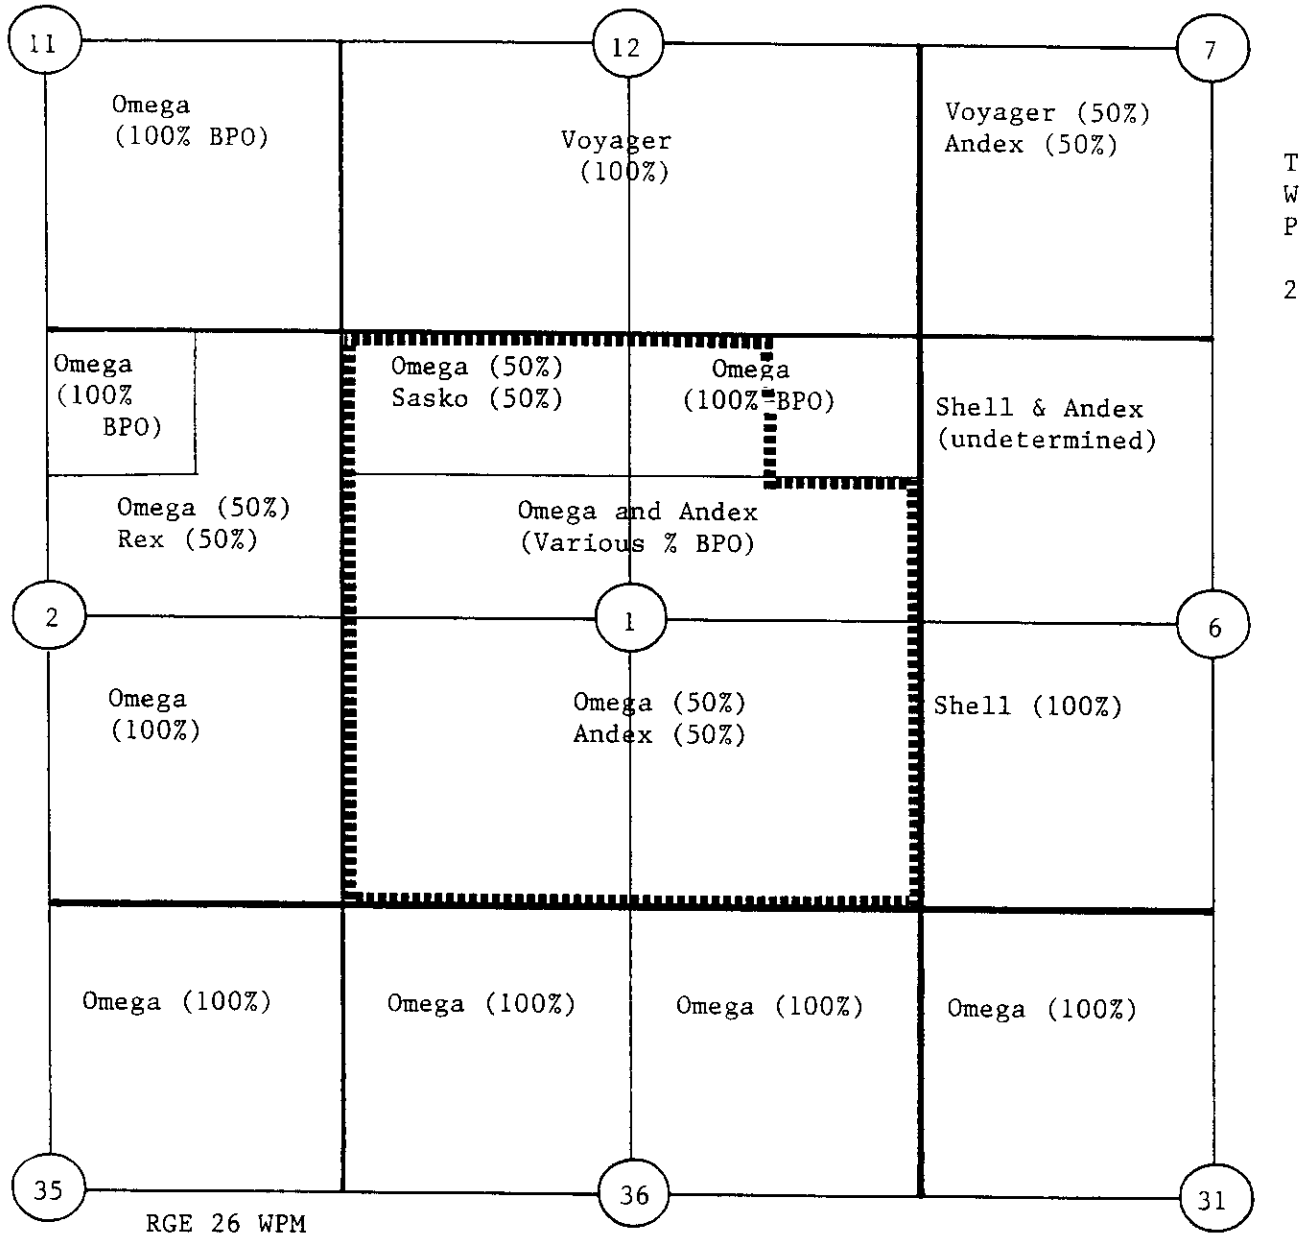 11
12
7
Omega
(100% BPO)
Voyager
(100%)
Voyager (50%)
Andex (50%)
T
W
P
2
Omega
(100%
BPO)
Omega (50%)
Sasko (50%)
Omega
(100% BPO)
Shell & Andex
(undetermined)
Omega (50%)
Rex (50%)
Omega and Andex
(Various % BPO)
2
1
6
Omega
(100%)
Omega (50%)
Andex (50%)
Shell (100%)
Omega (100%)
Omega (100%)
Omega (100%)
Omega (100%)
35
36
31
RGE 26 WPM